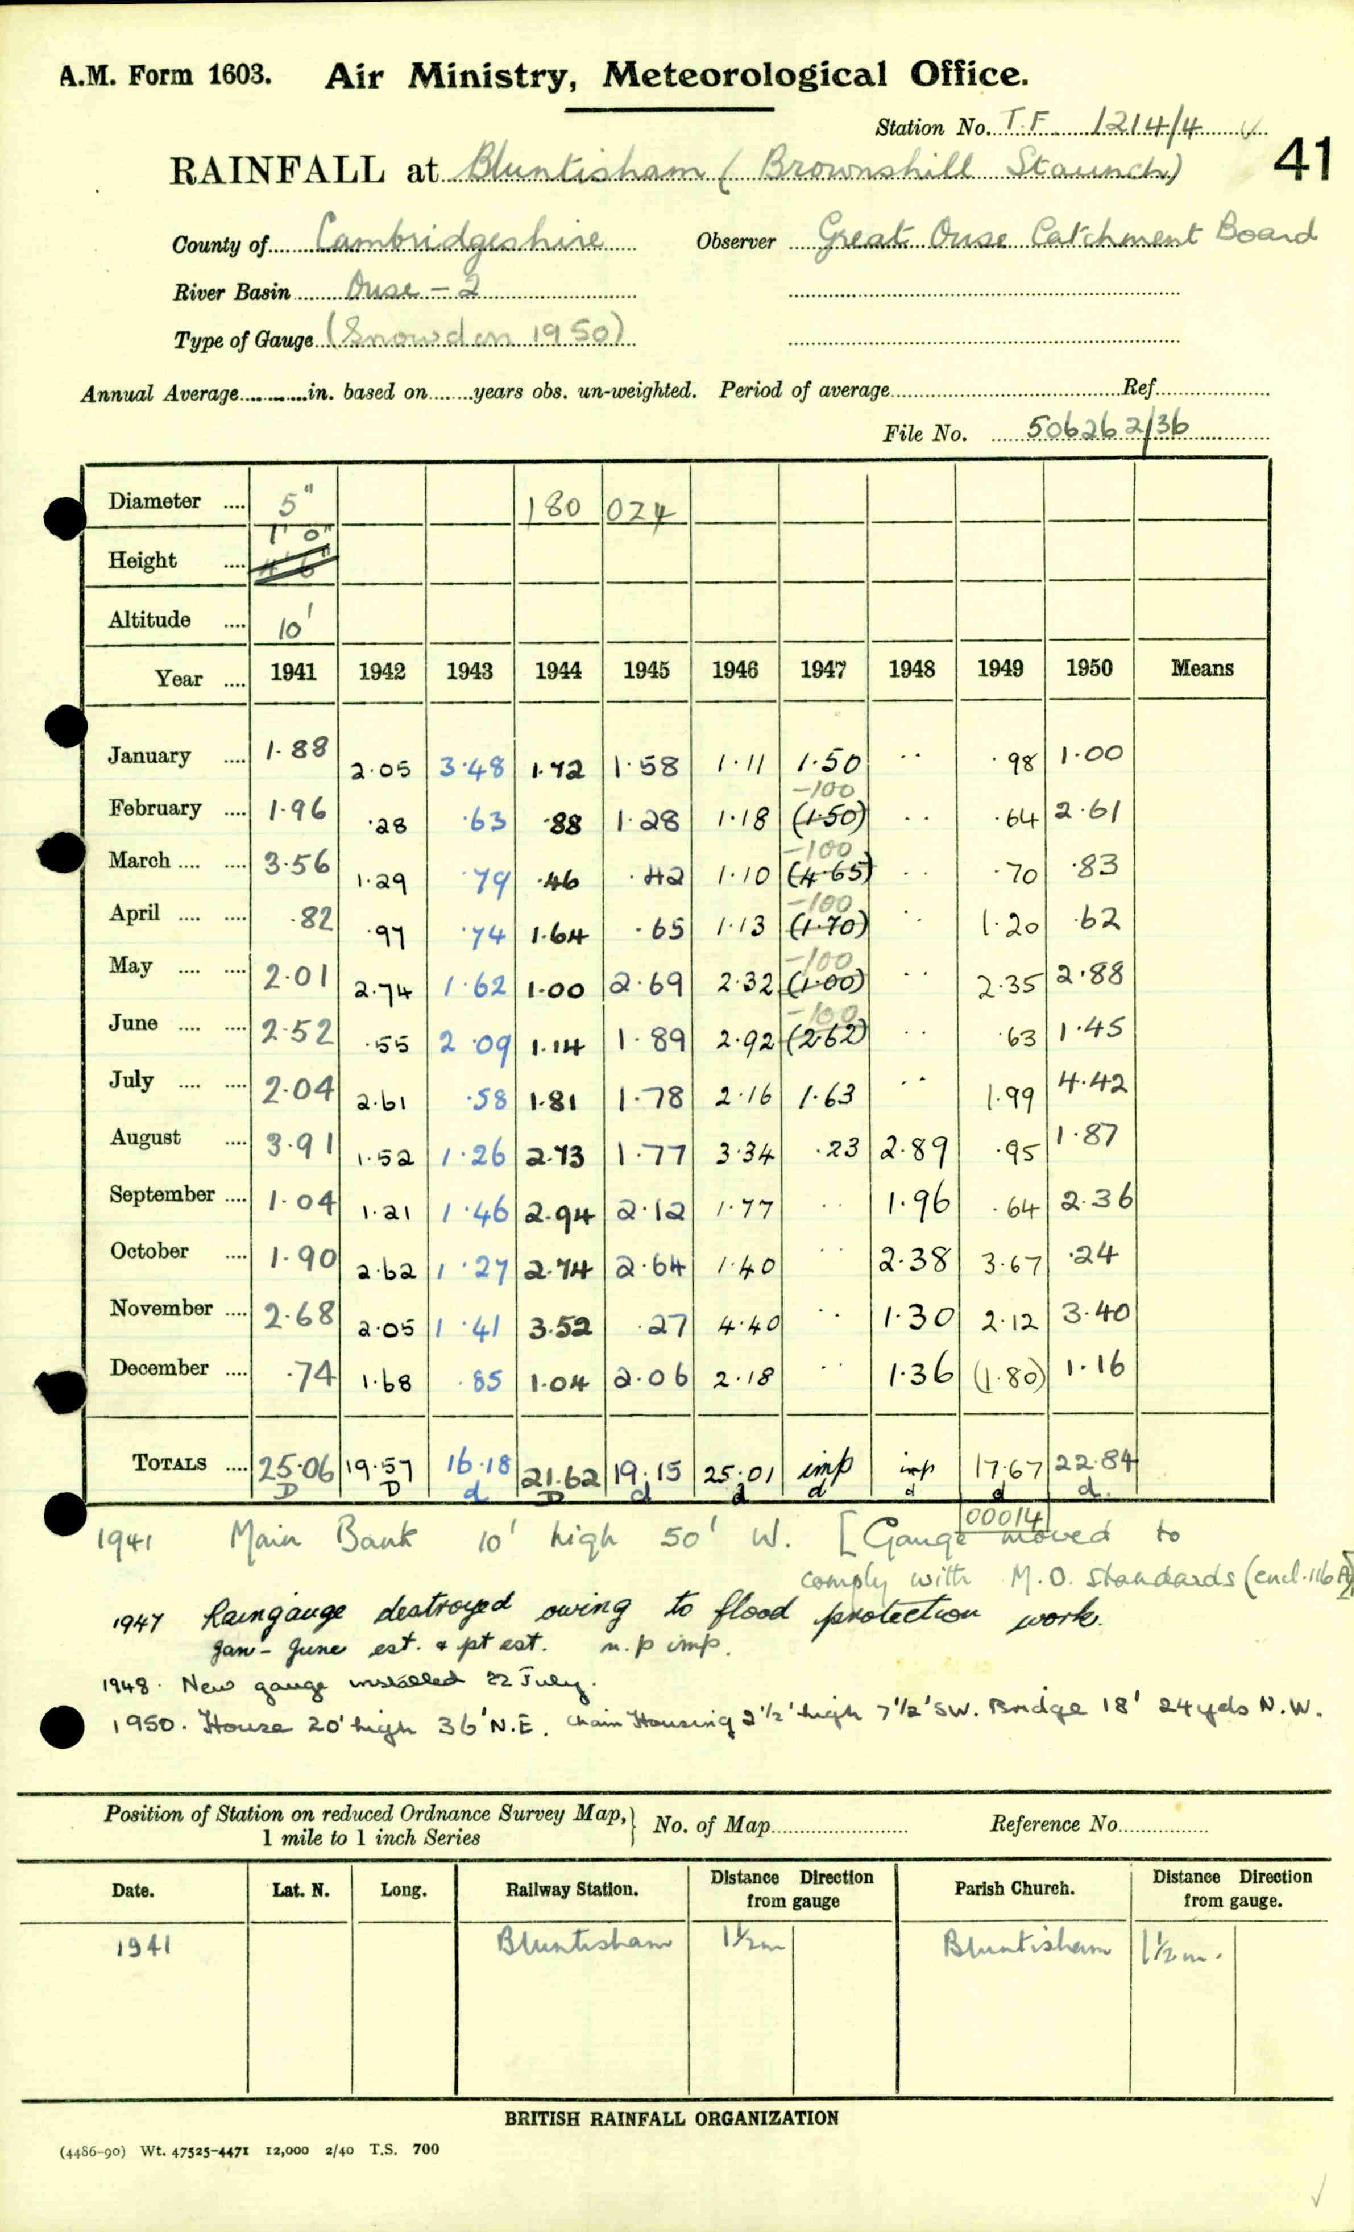 A.M. Form 1603. Air Ministry, Meteorological Office.
Station No. T.F. 1214/4 ✓
41
RAINFALL at Bluntisham (Brownshill Staunch)
County of Cambridgeshire Observer Great Ouse Catchment Board
River Basin Ouse - 2
Type of Gauge (Snowdon 1950)
Annual Average in. based on years obs. un-weighted. Period of average Ref.
File No. 506262/36
Diameter 5" 180 024
1' 0"
Height 4' 6"
Altitude 10'
Year 1941 1942 1943 1944 1945 1946 1947 1948 1949 1950 Means
January 1.88 2.05 3.48 1.72 1.58 1.11 1.50 .. .98 1.00
-100
February 1.96 .28 .63 .88 1.28 1.18 (1.50) .. .64 2.61
-100
March 3.56 1.29 .79 .46 .42 1.10 (4.65) .. .70 .83
-100
April .82 .97 .74 1.64 .65 1.13 (1.70) .. 1.20 .62
-100
May 2.01 2.74 1.62 1.00 2.69 2.32 (1.00) .. 2.35 2.88
-100
June 2.52 .55 2.09 1.14 1.89 2.92 (2.62) .. .63 1.45
July 2.04 2.61 .58 1.81 1.78 2.16 1.63 .. 1.99 4.42
August 3.91 1.52 1.26 2.73 1.77 3.34 .23 2.89 .95 1.87
September 1.04 1.21 1.46 2.94 2.12 1.77 .. 1.96 .64 2.36
October 1.90 2.62 1.27 2.74 2.64 1.40 .. 2.38 3.67 .24
November 2.68 2.05 1.41 3.52 .27 4.40 .. 1.30 2.12 3.40
December .74 1.68 .85 1.04 2.06 2.18 .. 1.36 (1.80) 1.16
TOTALS 25.06 19.57 16.18 21.62 19.15 25.01 imp imp 17.67 22.84
D D d D d d d d d d.
00014
1941 Main Bank 10' high 50' W. [Gauge moved to
comply with M.O. standards (encl. 116A)]
1947 Raingauge destroyed owing to flood protection work.
Jan - June est. & pt est. n.p imp.
1948. New gauge installed 22 July.
1950. House 20' high 36' N.E. Chain Housing 2½' high 7½' SW. Bridge 18' 24 yds N.W.
Position of Station on reduced Ordnance Survey Map,} No. of Map Reference No.
1 mile to 1 inch Series
Date. Lat. N. Long. Railway Station. Distance Direction from gauge Parish Church. Distance Direction from gauge.
1941 Bluntisham 1½m Bluntisham 1½m.
BRITISH RAINFALL ORGANIZATION
(4486-90) Wt. 47525-4471 12,000 2/40 T.S. 700
✓